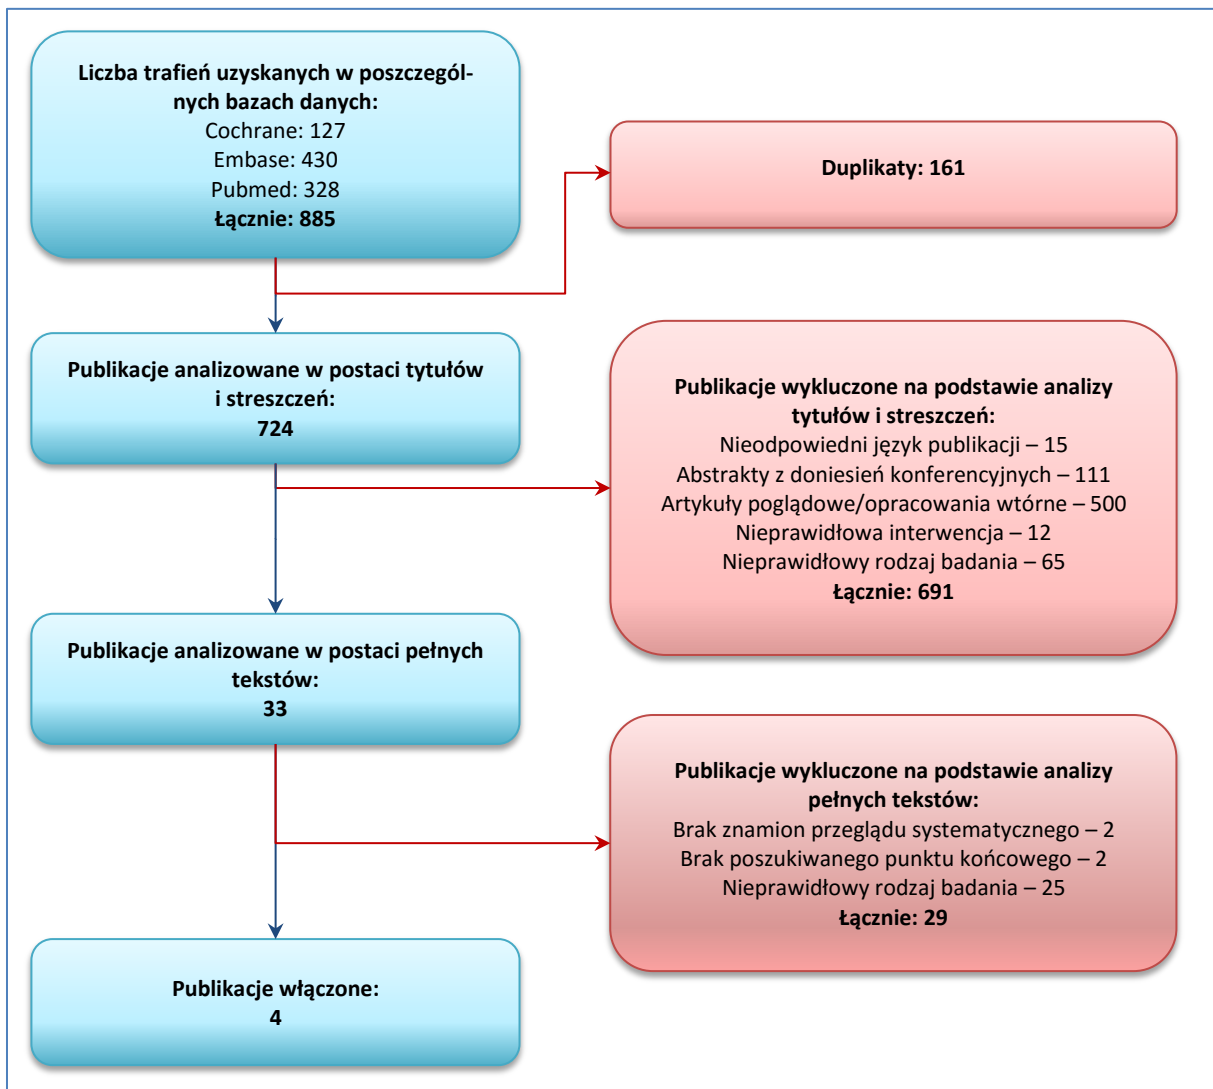 Liczba trafień uzyskanych w poszczegól-
nych bazach danych:
Cochrane: 127
Embase: 430
Pubmed: 328
Łącznie: 885
Duplikaty: 161
Publikacje analizowane w postaci tytułów
i streszczeń:
724
Publikacje wykluczone na podstawie analizy
tytułów i streszczeń:
Nieodpowiedni język publikacji – 15
Abstrakty z doniesień konferencyjnych – 111
Artykuły poglądowe/opracowania wtórne – 500
Nieprawidłowa interwencja – 12
Nieprawidłowy rodzaj badania – 65
Łącznie: 691
Publikacje analizowane w postaci pełnych
tekstów:
33
Publikacje wykluczone na podstawie analizy
pełnych tekstów:
Brak znamion przeglądu systematycznego – 2
Brak poszukiwanego punktu końcowego – 2
Nieprawidłowy rodzaj badania – 25
Łącznie: 29
Publikacje włączone:
4